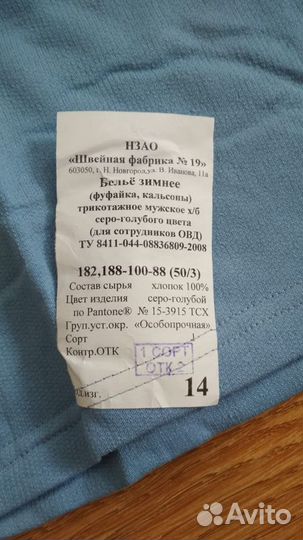 НЗАО
«Швейная фабрика № 19»
603050, г. Н. Новгород,ул. В. Иванова, 11а
Бельё зимнее
(фуфайка, кальсоны)
трикотажное мужское х/б
серо-голубого цвета
(для сотрудников ОВД)
ТУ 8411-044-08836809-2008
182,188-100-88 (50/3)
Состав сырья хлопок 100%
Цвет изделия серо-голубой
по Pantone® № 15-3915 TCX
Груп.уст.окр. «Особопрочная»
Сорт 1
Контр.ОТК
1 СОРТ
ОТК 2
изг. 14
Avito